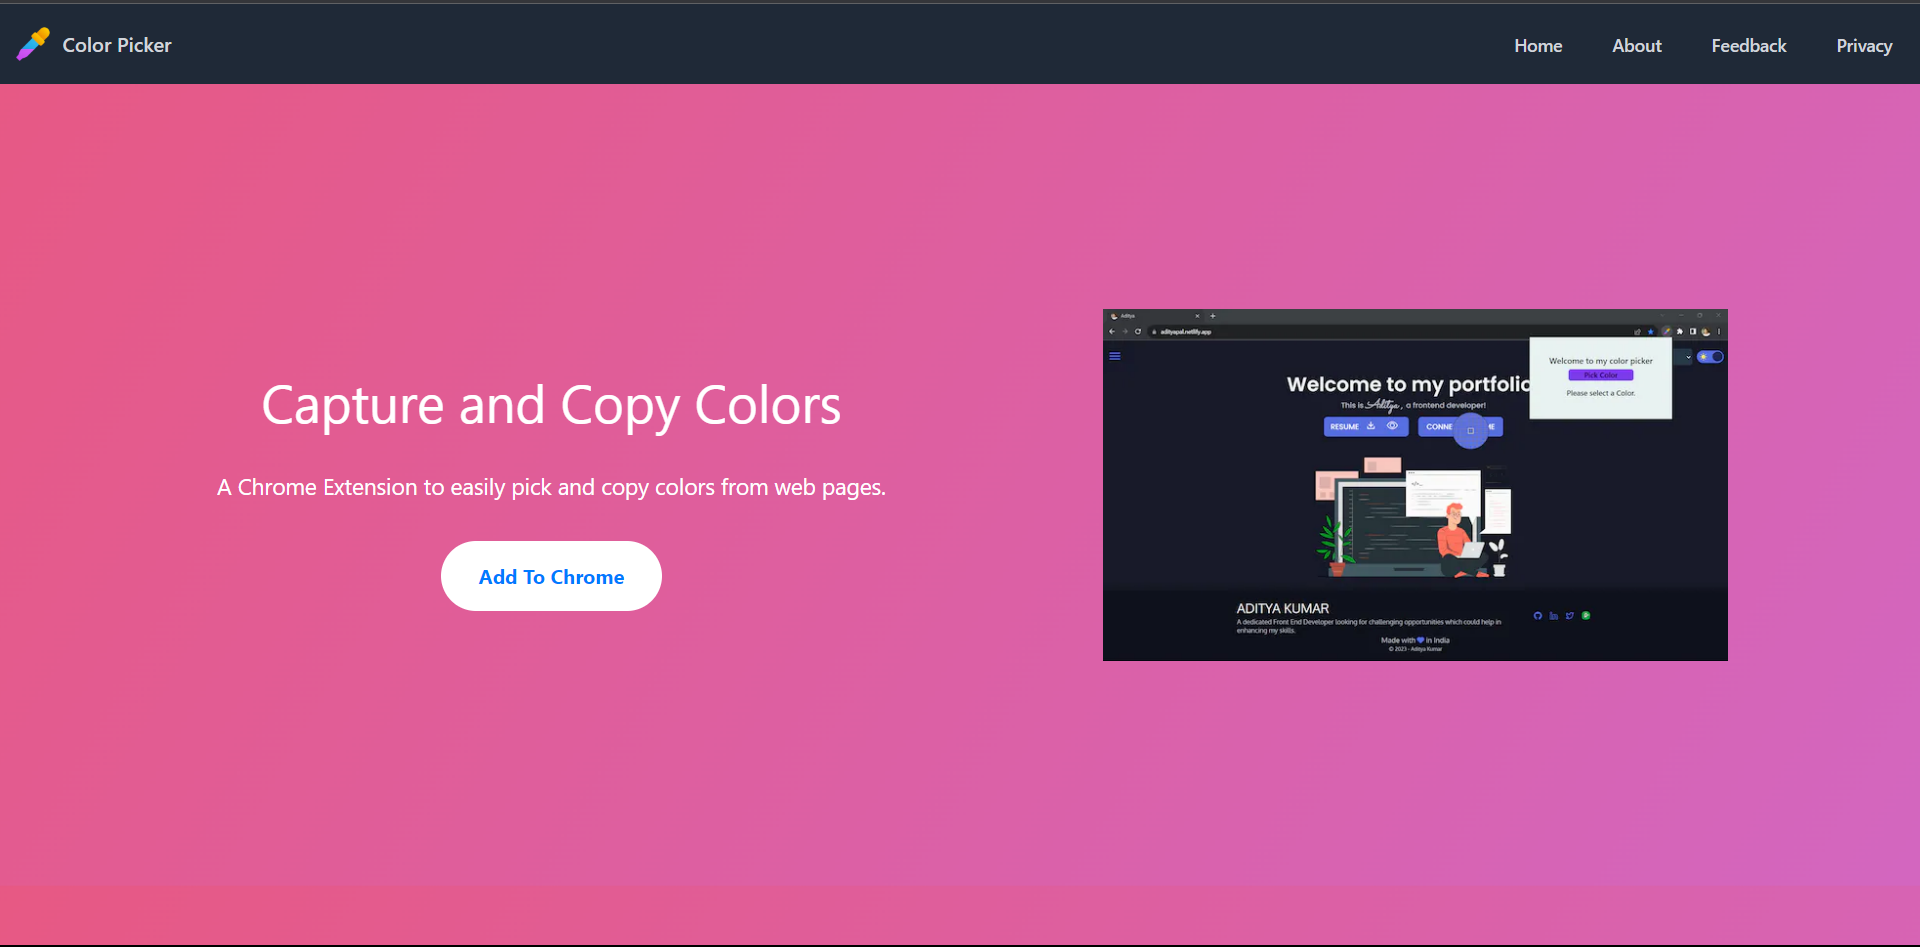 Color Picker
Home
About
Feedback
Privacy
Capture and Copy Colors
A Chrome Extension to easily pick and copy colors from web pages.
Add To Chrome
Aditya
adityapal.netlify.app
Welcome to my color picker
Pick Color
Please select a Color.
Welcome to my portfolio
This is Aditya, a frontend developer!
RESUME
CONNE ME
ADITYA KUMAR
A dedicated Front End Developer looking for challenging opportunities which could help in
enhancing my skills.
Made with in India
© 2023 - Aditya Kumar